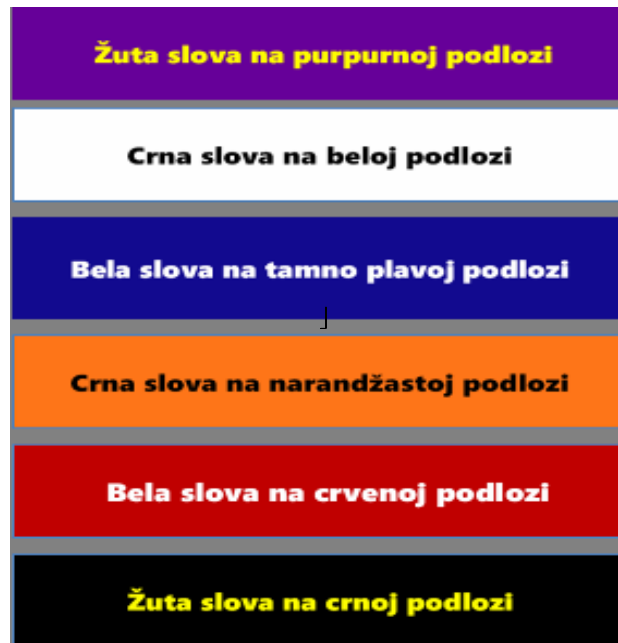 Žuta slova na purpurnoj podlozi
Crna slova na beloj podlozi
Bela slova na tamno plavoj podlozi
Crna slova na narandžastoj podlozi
Bela slova na crvenoj podlozi
Žuta slova na crnoj podlozi